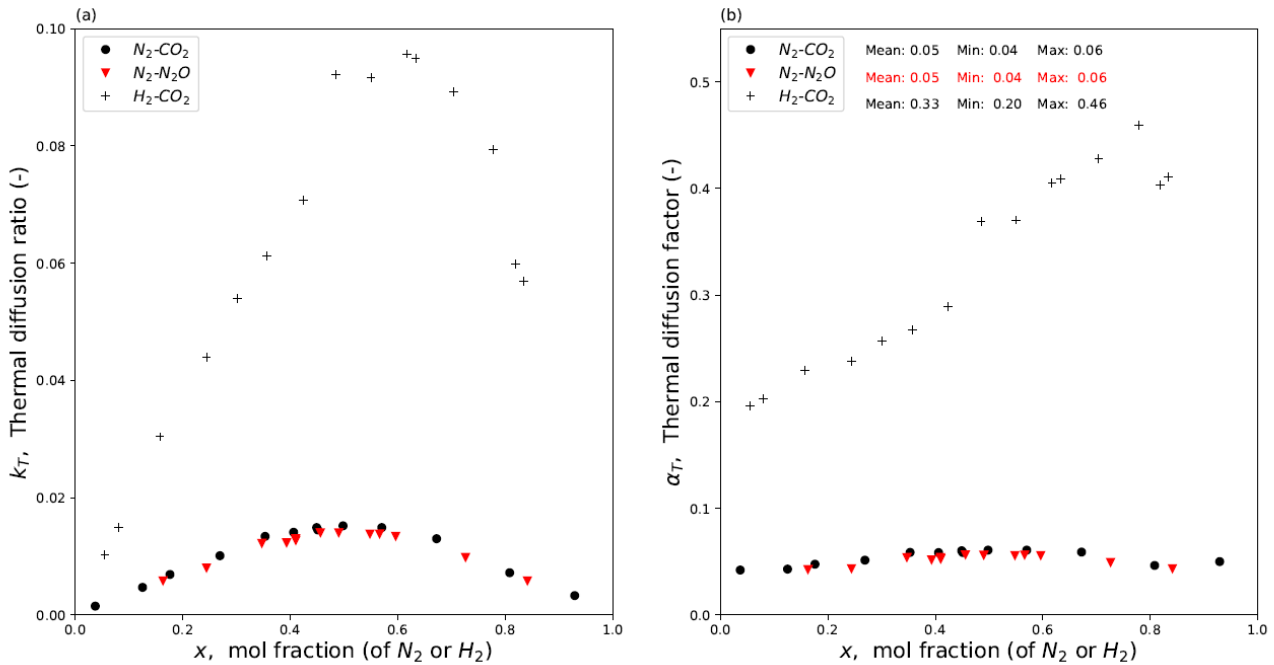 (a)
N2-CO2
N2-N2O
H2-CO2
0.10
0.08
0.06
0.04
0.02
0.00
kT, Thermal diffusion ratio (-)
0.0 0.2 0.4 0.6 0.8 1.0
x, mol fraction (of N2 or H2)
(b)
N2-CO2 Mean: 0.05 Min: 0.04 Max: 0.06
N2-N2O Mean: 0.05 Min: 0.04 Max: 0.06
H2-CO2 Mean: 0.33 Min: 0.20 Max: 0.46
0.5
0.4
0.3
0.2
0.1
0.0
αT, Thermal diffusion factor (-)
0.0 0.2 0.4 0.6 0.8 1.0
x, mol fraction (of N2 or H2)